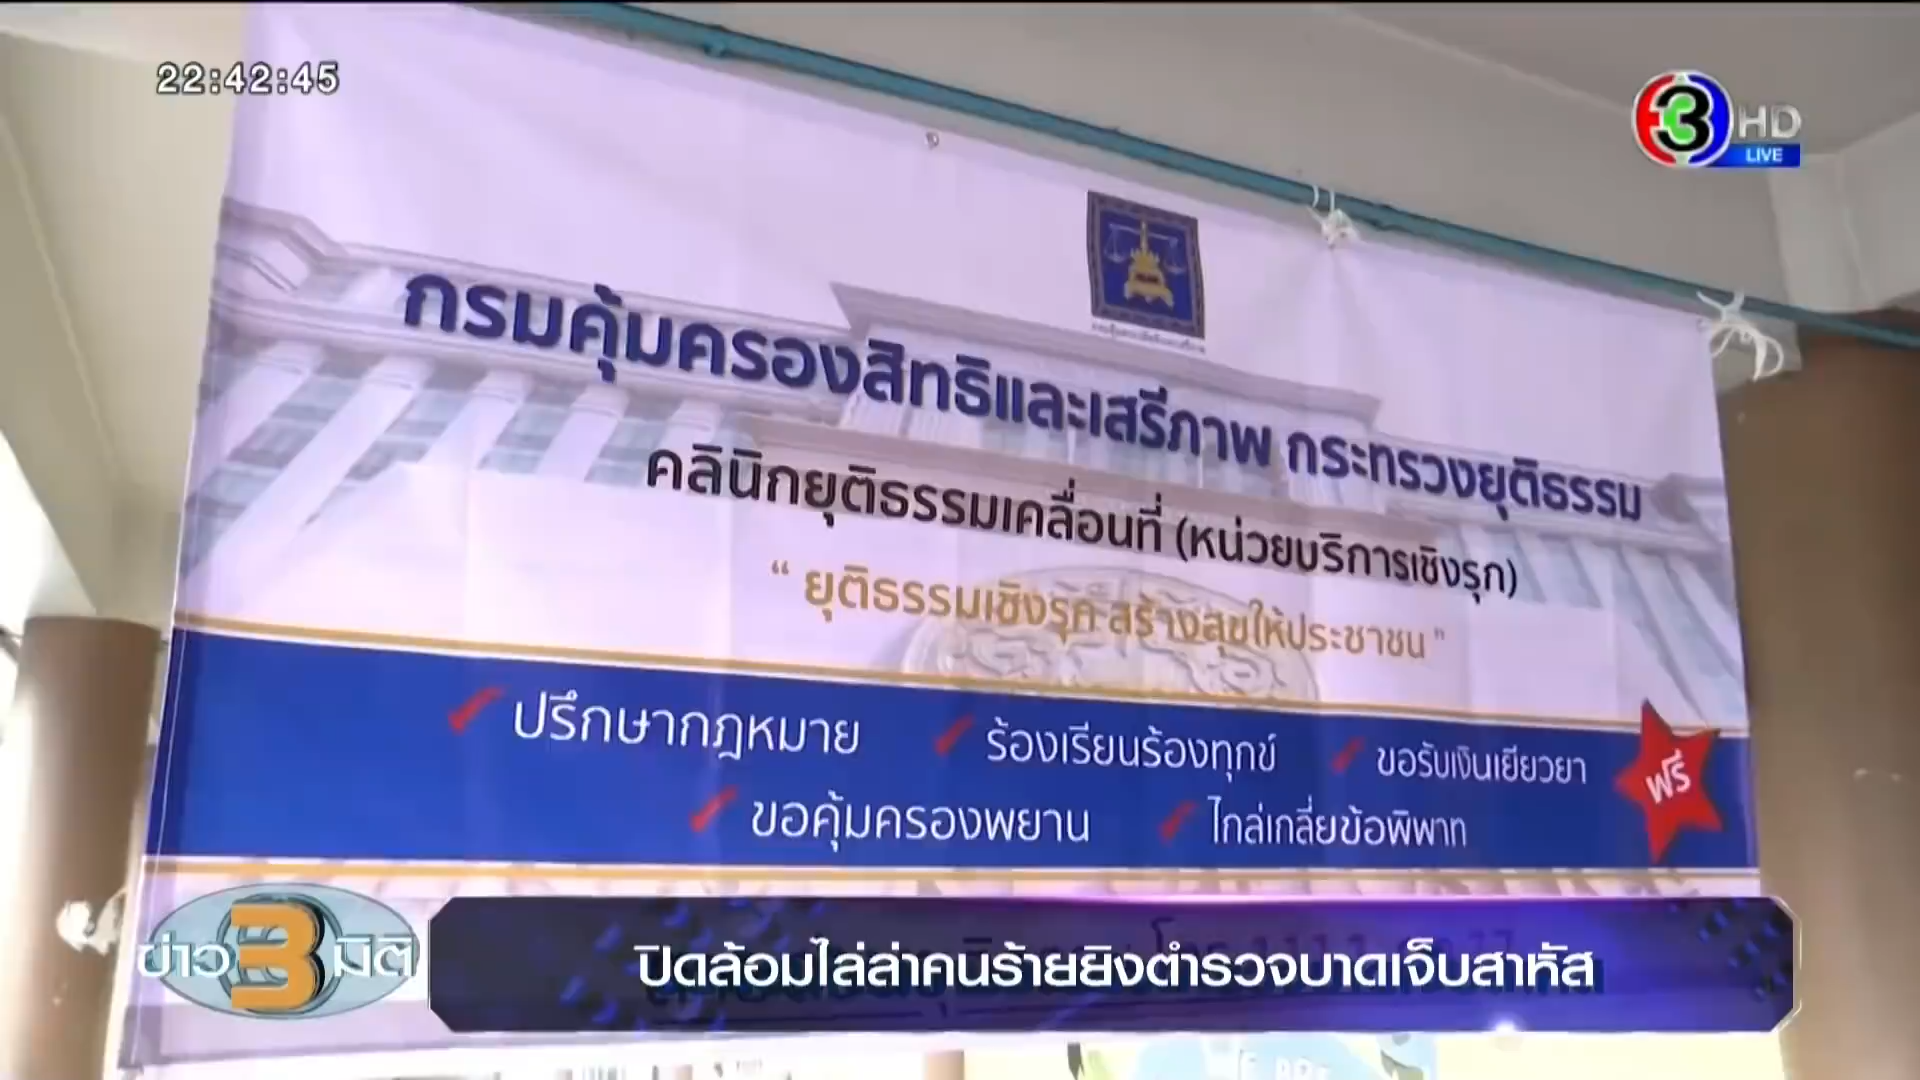 22:42:45
3 HD
LIVE
กรมคุ้มครองสิทธิและเสรีภาพ กระทรวงยุติธรรม
คลินิกยุติธรรมเคลื่อนที่ (หน่วยบริการเชิงรุก)
“ ยุติธรรมเชิงรุก สร้างสุขให้ประชาชน ”
ปรึกษากฎหมาย ร้องเรียนร้องทุกข์ ขอรับเงินเยียวยา
ฟรี
ขอคุ้มครองพยาน ไกล่เกลี่ยข้อพิพาท
ข่าว 3 มิติ
ปิดล้อมไล่ล่าคนร้ายยิงตำรวจบาดเจ็บสาหัส